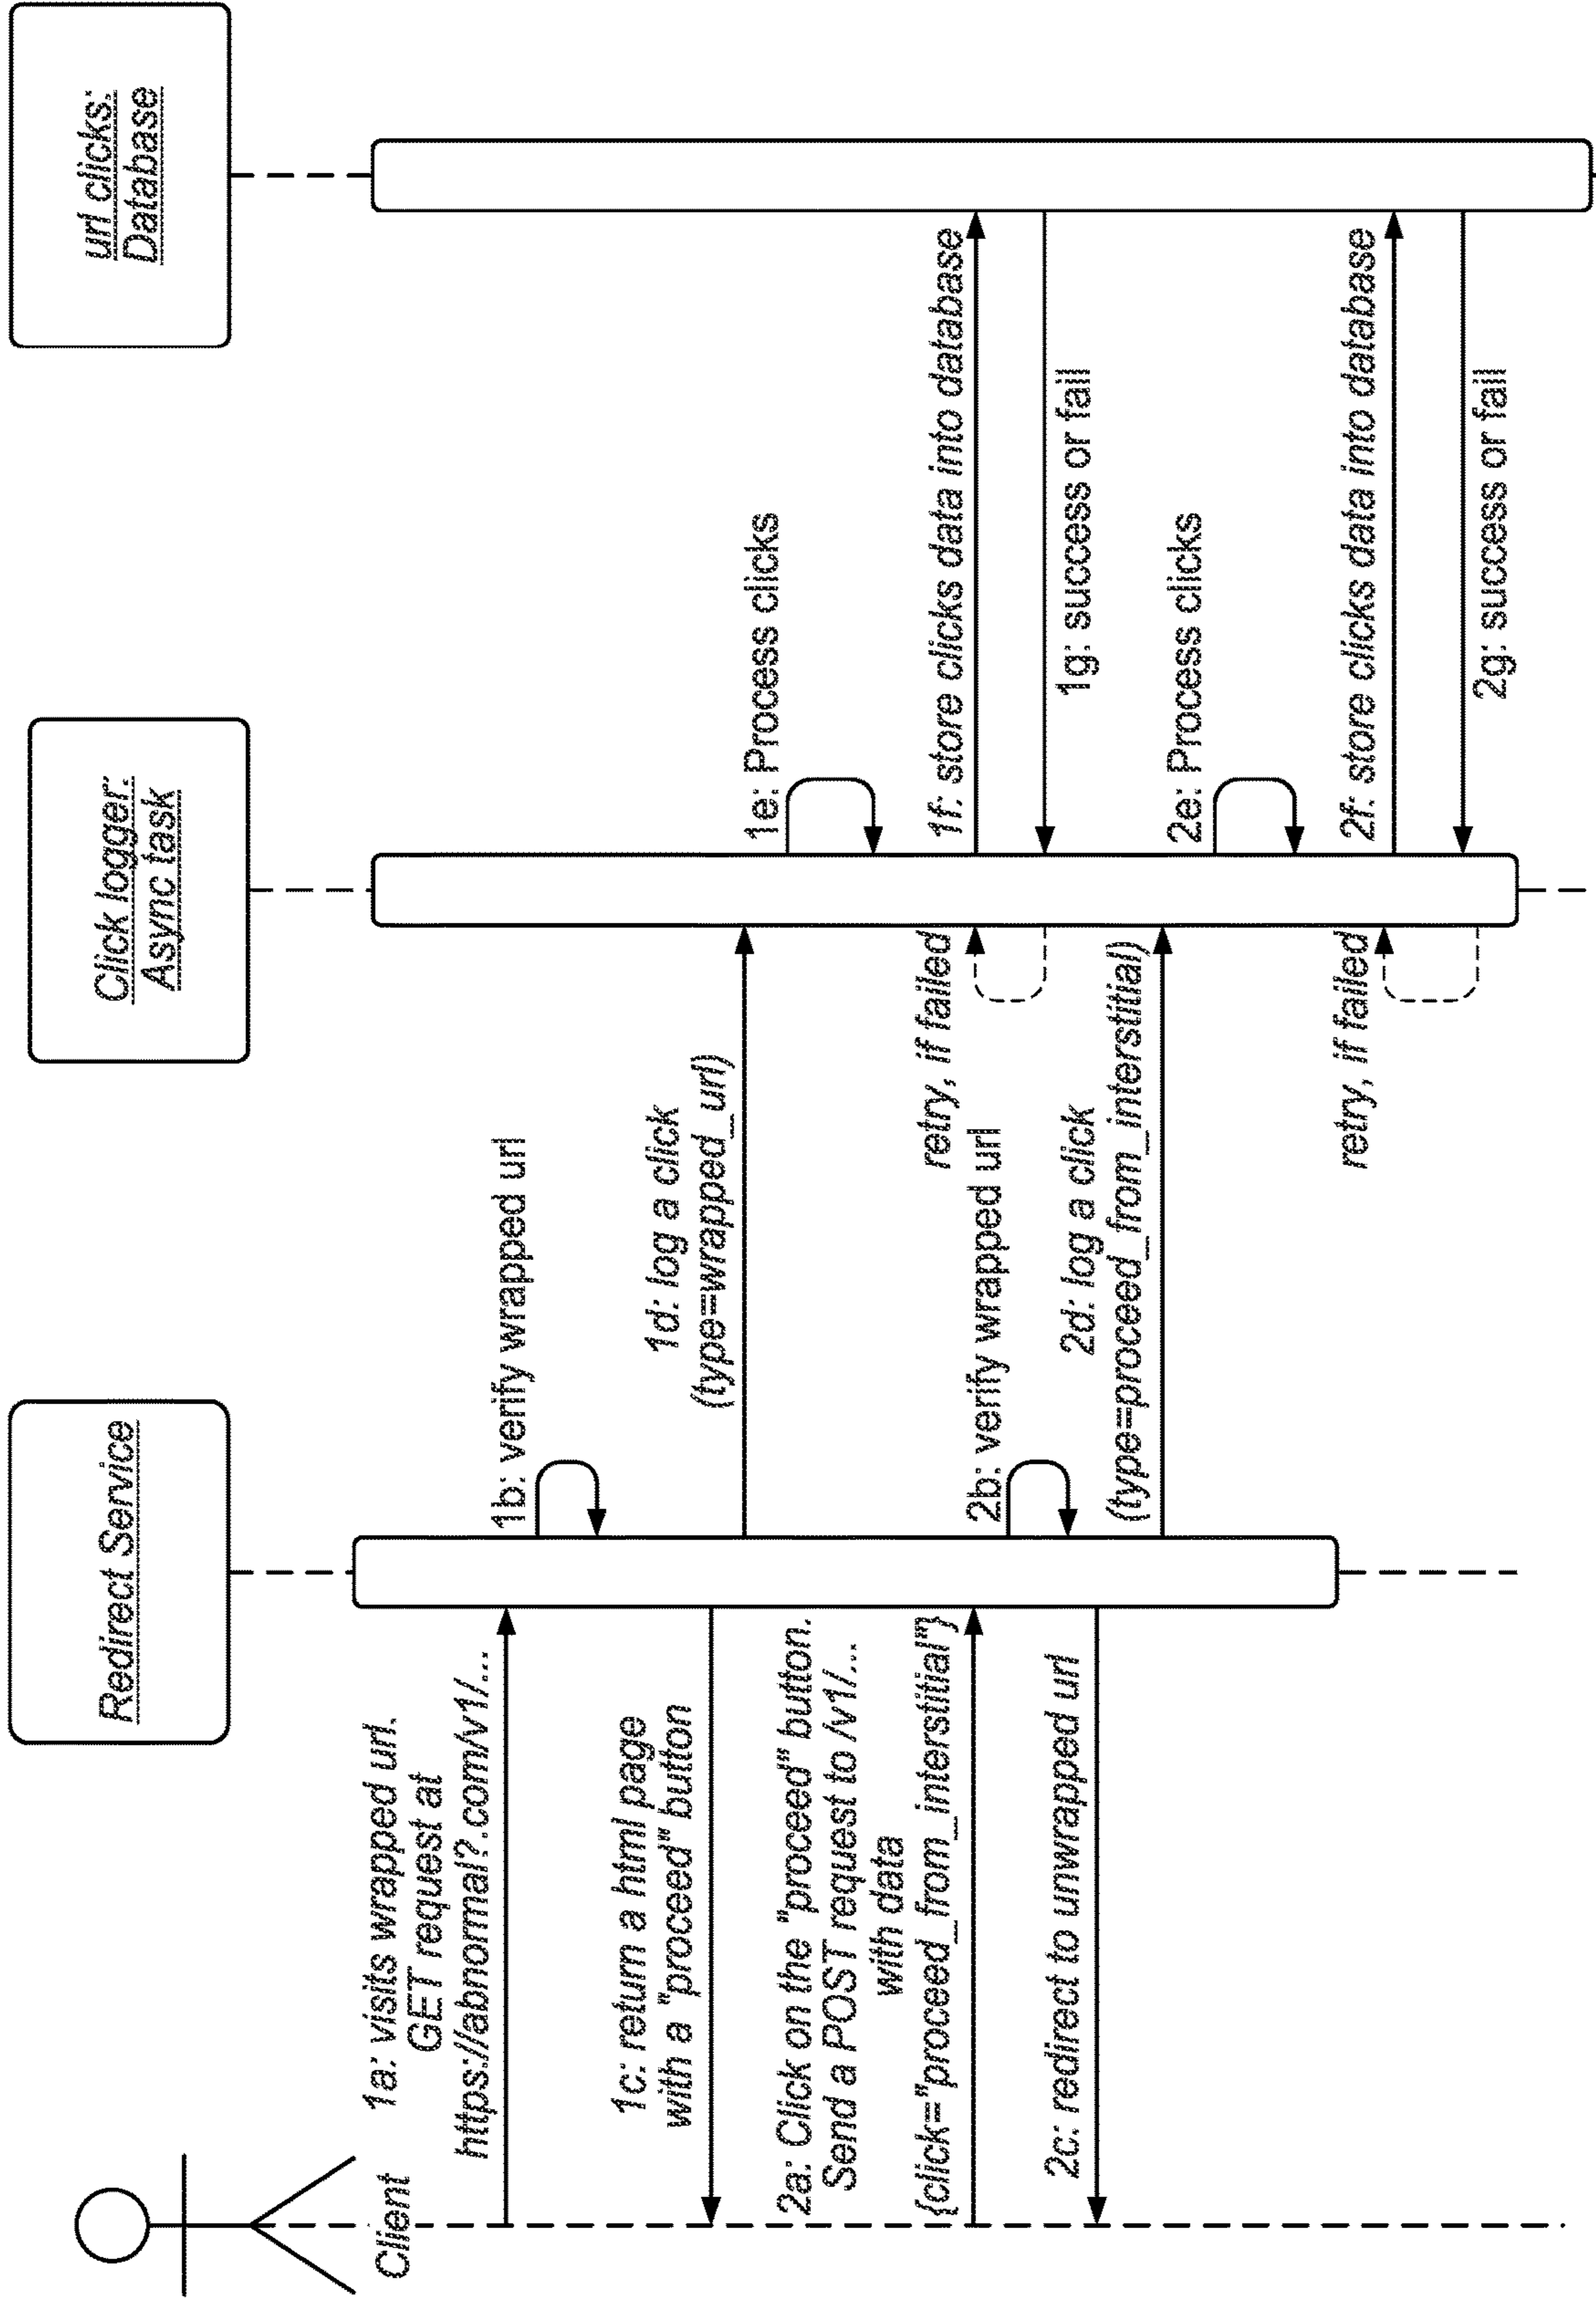 Client
Redirect Service
Click logger:
Async task
url clicks:
Database
1a: visits wrapped url.
GET request at
https://abnormal?.com/v1/...
1b: verify wrapped url
1c: return a html page
with a "proceed" button
1d: log a click
(type=wrapped_url)
1e: Process clicks
1f: store clicks data into database
retry, if failed
1g: success or fail
2a: Click on the "proceed" button.
Send a POST request to /v1/...
with data
{click="proceed_from_interstitial"}
2b: verify wrapped url
2c: redirect to unwrapped url
2d: log a click
(type=proceed_from_interstitial)
2e: Process clicks
2f: store clicks data into database
retry, if failed
2g: success or fail